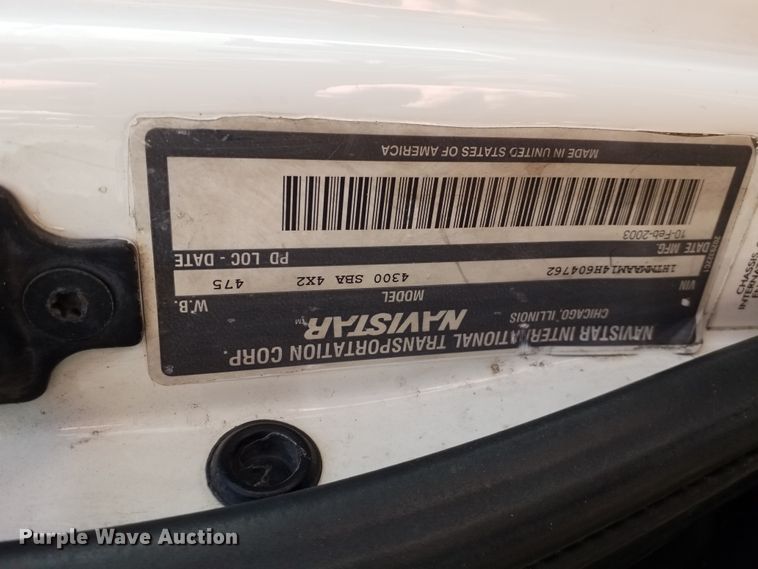 NAVISTAR INTERNATIONAL TRANSPORTATION CORP.
CHICAGO, ILLINOIS
NAVISTAR™
VIN MODEL W.B.
1HTMMAAM14H604762 4300 SBA 4X2 475
DATE MFG. PD LOC - DATE
10-Feb-2003
MADE IN UNITED STATES OF AMERICA
Purple Wave Auction